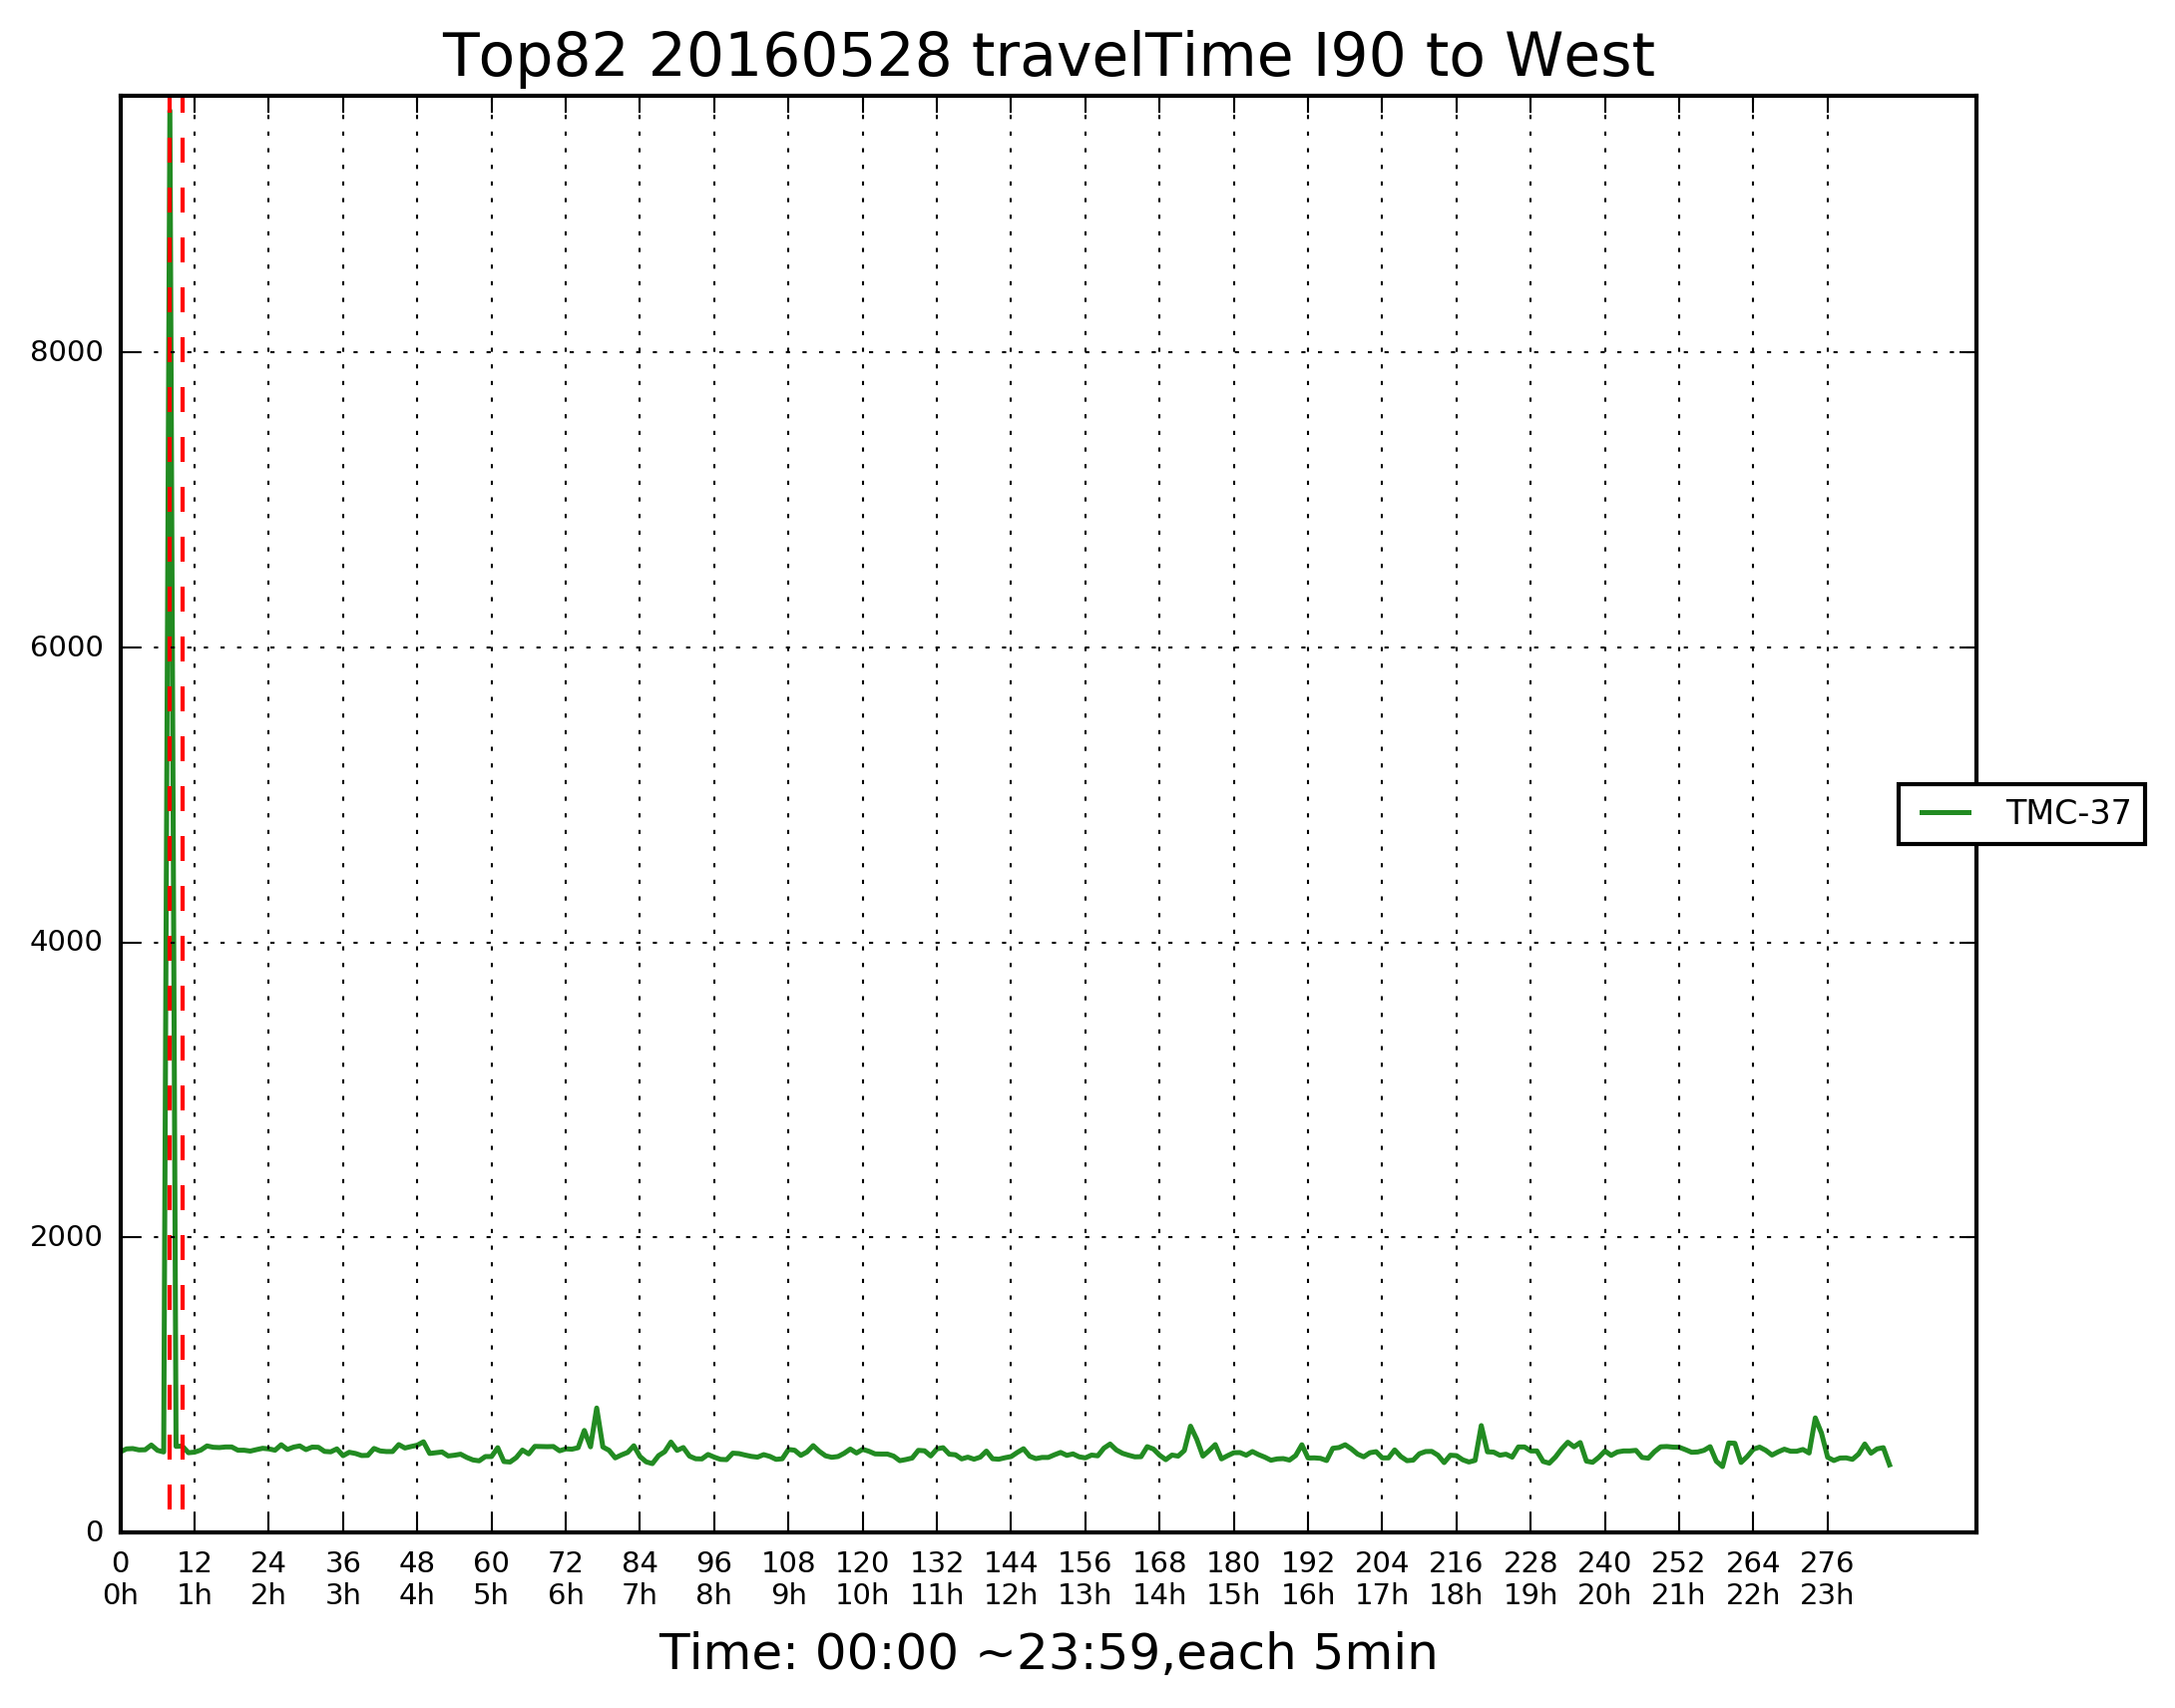 Top82 20160528 travelTime I90 to West
8000
6000
4000
2000
0
TMC-37
0 12 24 36 48 60 72 84 96 108 120 132 144 156 168 180 192 204 216 228 240 252 264 276
0h 1h 2h 3h 4h 5h 6h 7h 8h 9h 10h 11h 12h 13h 14h 15h 16h 17h 18h 19h 20h 21h 22h 23h
Time: 00:00 ~23:59,each 5min